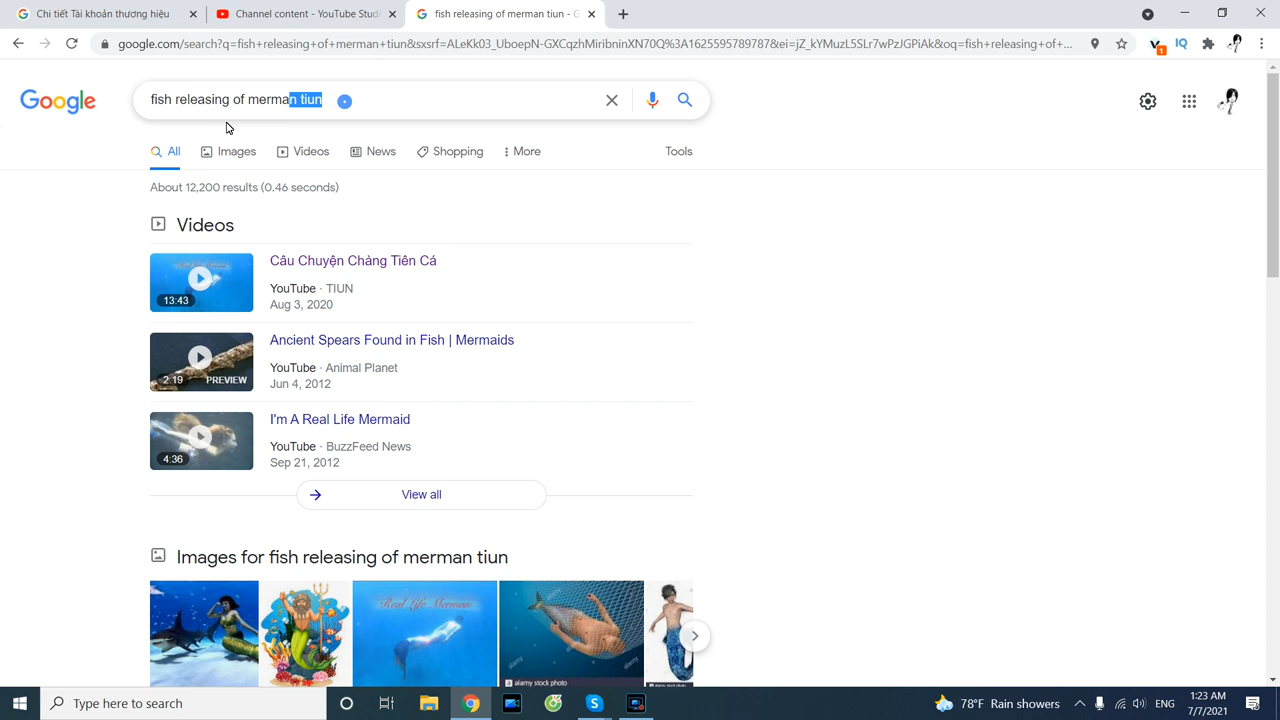 Chi tiết Tài khoản thương hiệu
Channel content - YouTube Stud
fish releasing of merman tiun - G
google.com/search?q=fish+releasing+of+merman+tiun&sxsrf=ALeKk03_UboepN-GXCqzhMiribninXN70Q%3A1625595789787&ei=jZ_kYMuzL5SLr7wPzJGPiAk&oq=fish+releasing+of+...
1
IQ
Google
fish releasing of merman tiun
All
Images
Videos
News
Shopping
More
Tools
About 12,200 results (0.46 seconds)
Videos
Câu Chuyện Chàng Tiên Cá
YouTube · TIUN
Aug 3, 2020
13:43
Ancient Spears Found in Fish | Mermaids
YouTube · Animal Planet
Jun 4, 2012
2:19 PREVIEW
I'm A Real Life Mermaid
YouTube · BuzzFeed News
Sep 21, 2012
4:36
View all
Images for fish releasing of merman tiun
Real Life Merman
alamy
alamy stock photo
Type here to search
78°F Rain showers
ENG
1:23 AM
7/7/2021